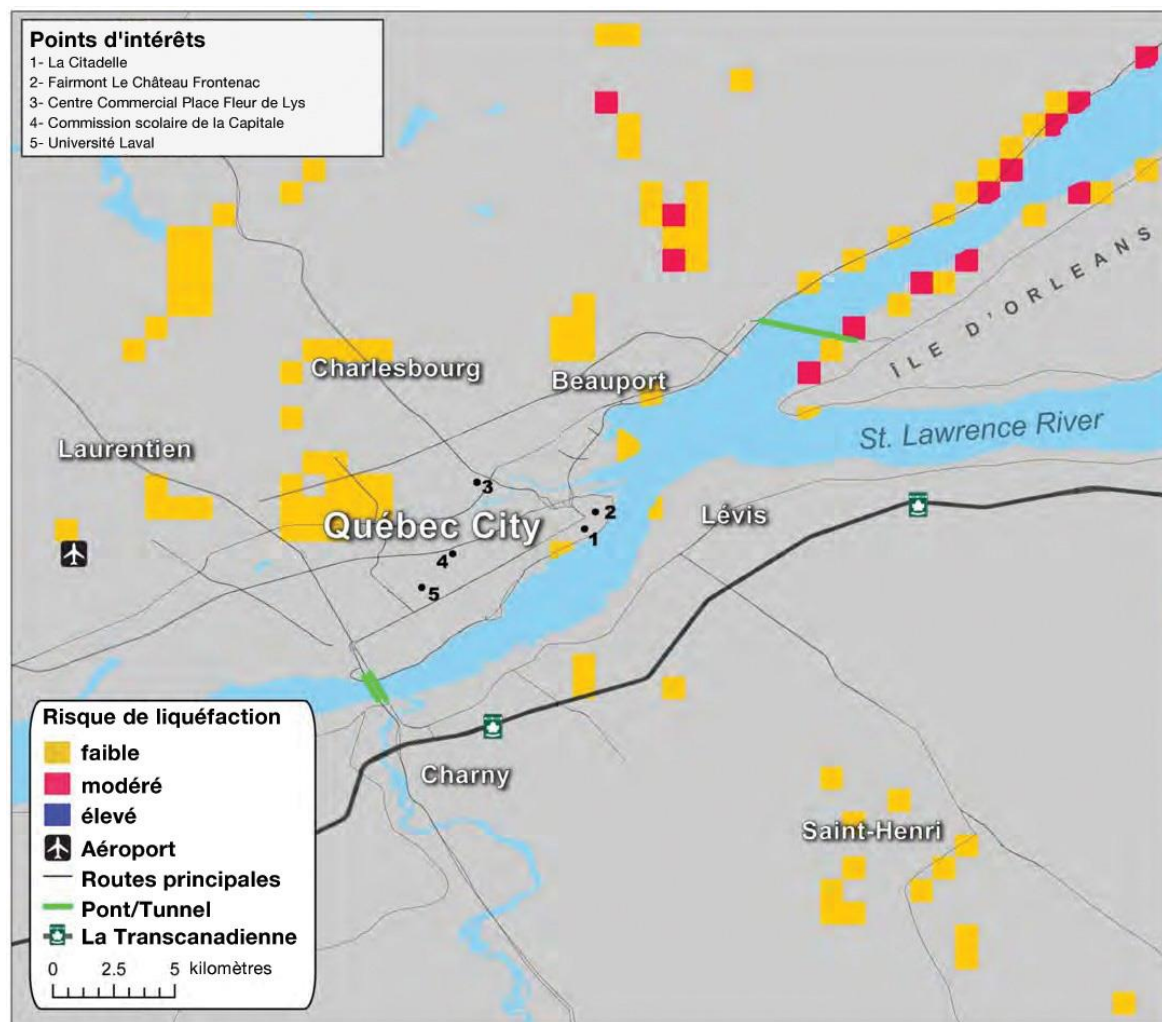 Points d'intérêts
1- La Citadelle
2- Fairmont Le Château Frontenac
3- Centre Commercial Place Fleur de Lys
4- Commission scolaire de la Capitale
5- Université Laval
Charlesbourg
Beauport
ÎLE D'ORLEANS
St. Lawrence River
Laurentien
3
Québec City
2
1
Lévis
4
5
Charny
Saint-Henri
Risque de liquéfaction
faible
modéré
élevé
Aéroport
Routes principales
Pont/Tunnel
La Transcanadienne
0 2.5 5 kilomètres